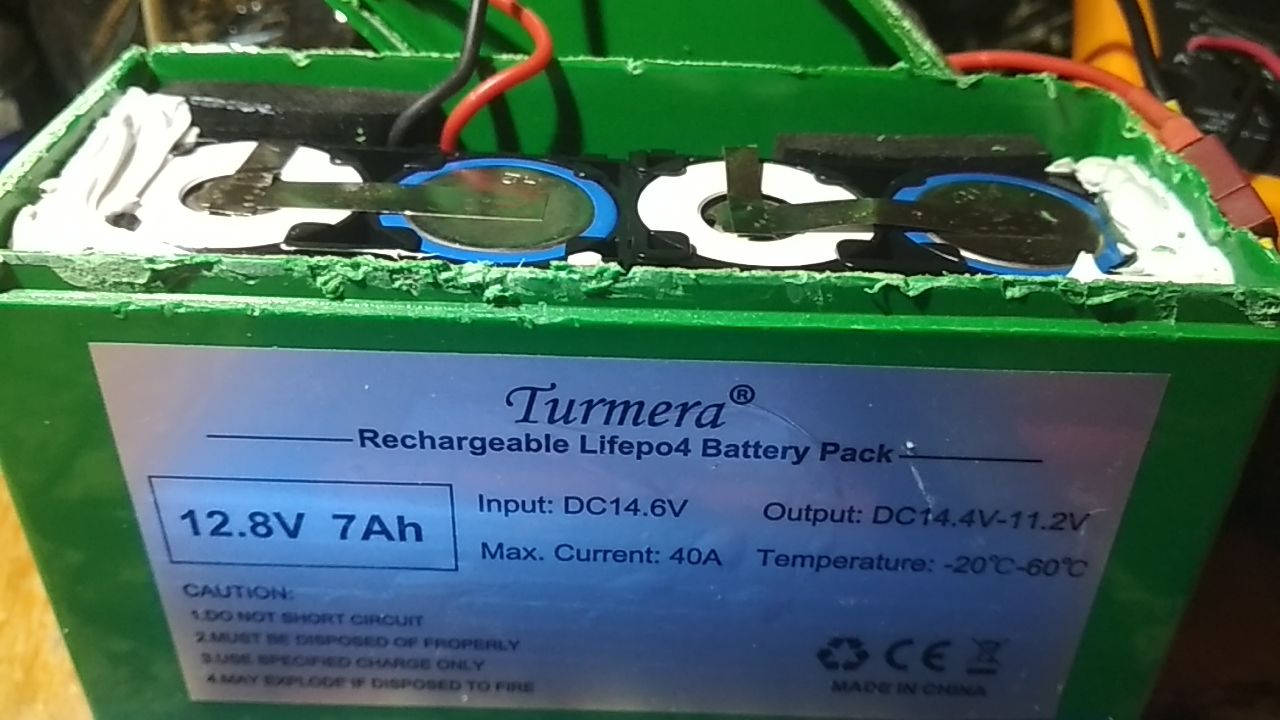 Turmera®
Rechargeable Lifepo4 Battery Pack
12.8V 7Ah
Input: DC14.6V
Output: DC14.4V-11.2V
Max. Current: 40A
Temperature: -20℃-60℃
CAUTION:
1.DO NOT SHORT CIRCUIT
2.MUST BE DISPOSED OF PROPERLY
3.USE SPECIFIED CHARGE ONLY
4.MAY EXPLODE IF DISPOSED TO FIRE
CE
MADE IN CHINA